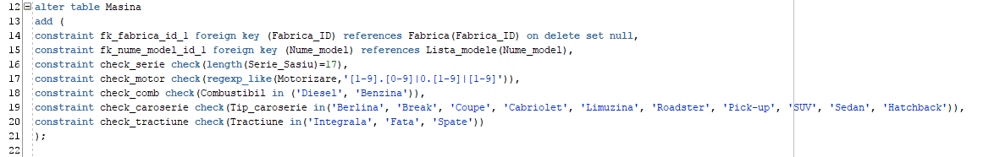 12 alter table Masina
13 add (
14 constraint fk_fabrica_id_1 foreign key (Fabrica_ID) references Fabrica(Fabrica_ID) on delete set null,
15 constraint fk_nume_model_id_1 foreign key (Nume_model) references Lista_modele(Nume_model),
16 constraint check_serie check(length(Serie_Sasiu)=17),
17 constraint check_motor check(regexp_like(Motorizare,'[1-9].[0-9]|0.[1-9]|[1-9]')),
18 constraint check_comb check(Combustibil in ('Diesel', 'Benzina')),
19 constraint check_caroserie check(Tip_caroserie in('Berlina', 'Break', 'Coupe', 'Cabriolet', 'Limuzina', 'Roadster', 'Pick-up', 'SUV', 'Sedan', 'Hatchback')),
20 constraint check_tractiune check(Tractiune in('Integrala', 'Fata', 'Spate'))
21 );
22